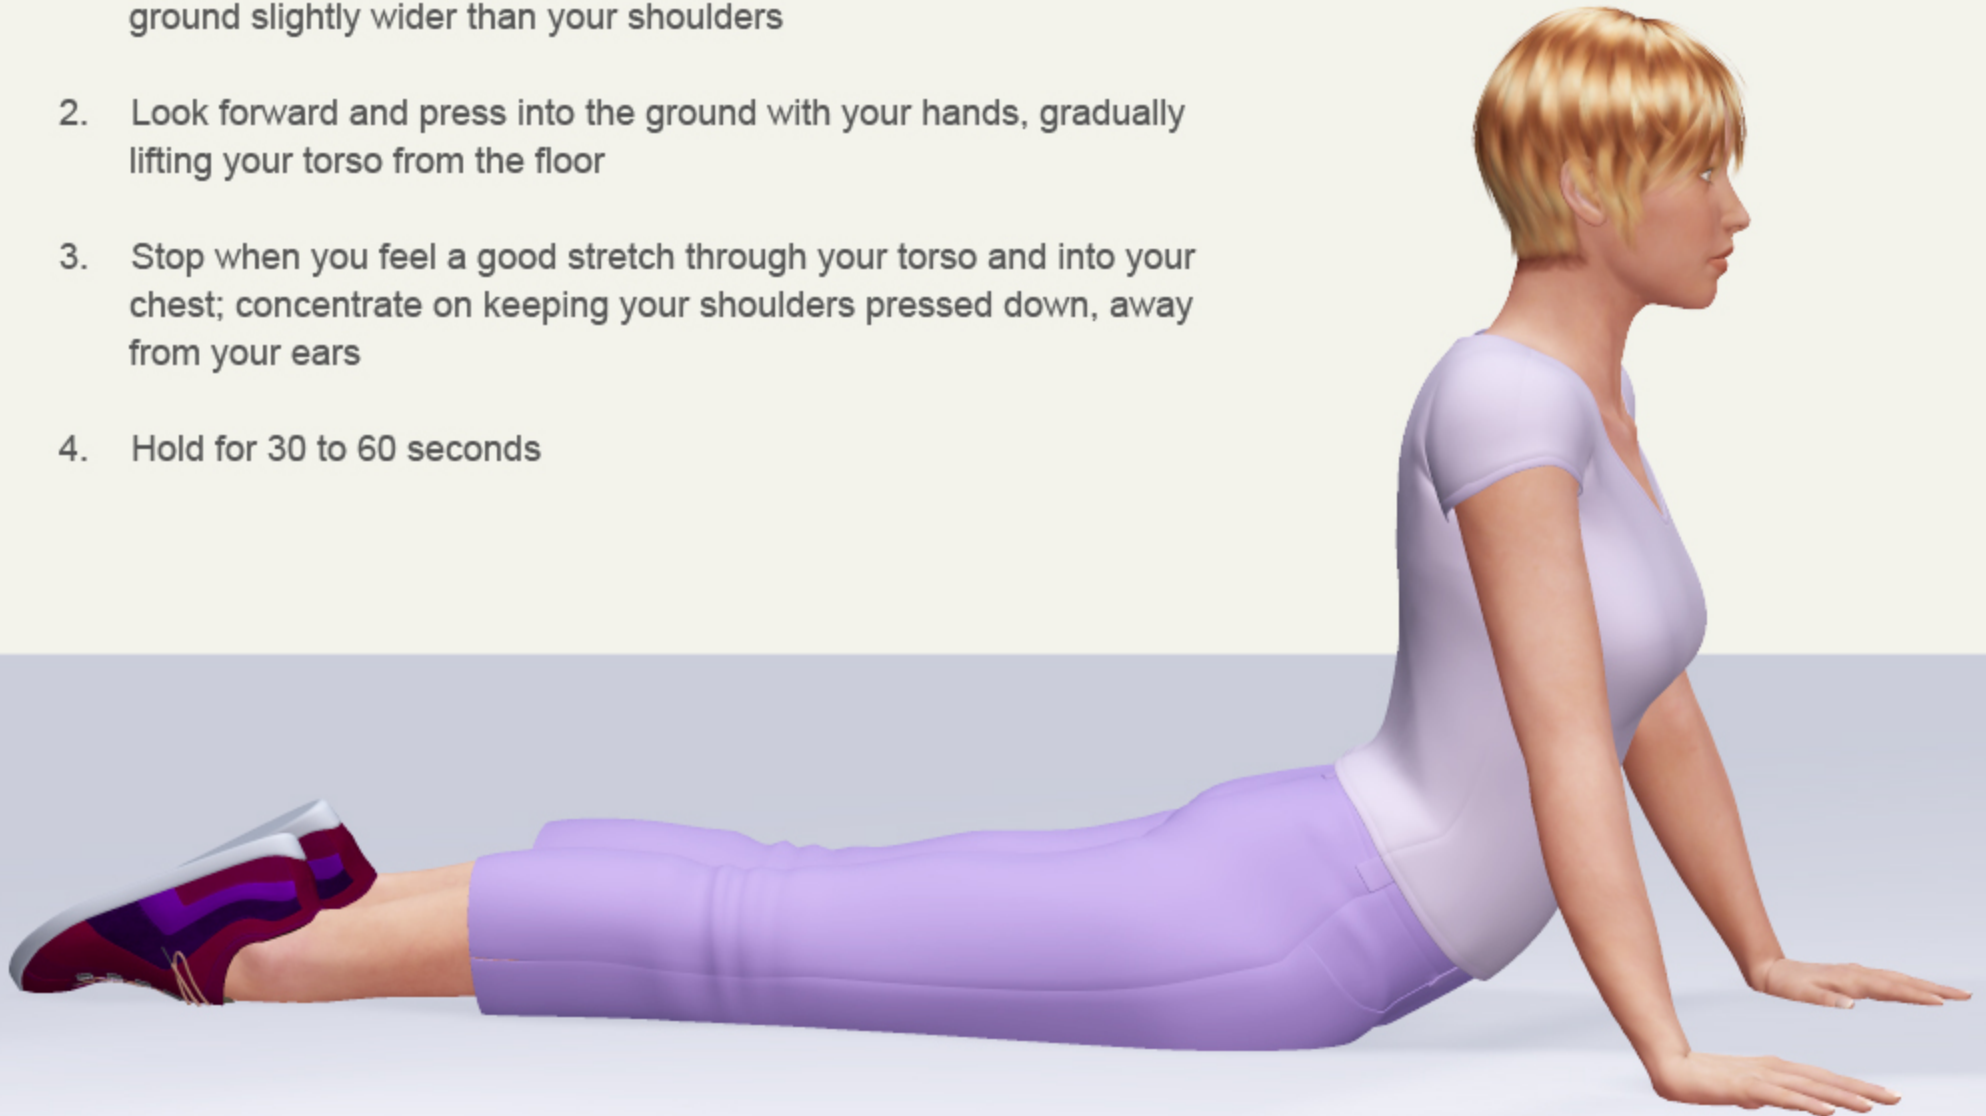 ground slightly wider than your shoulders
2. Look forward and press into the ground with your hands, gradually
lifting your torso from the floor
3. Stop when you feel a good stretch through your torso and into your
chest; concentrate on keeping your shoulders pressed down, away
from your ears
4. Hold for 30 to 60 seconds